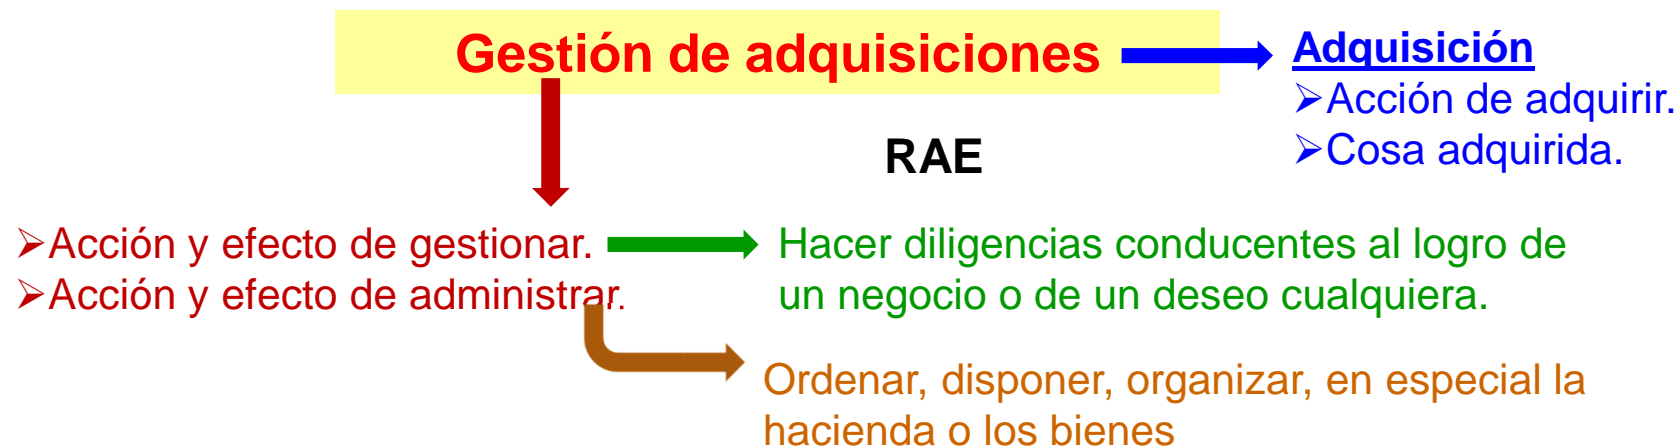 Gestión de adquisiciones
Adquisición
➢Acción de adquirir.
➢Cosa adquirida.
RAE
➢Acción y efecto de gestionar.
➢Acción y efecto de administrar.
Hacer diligencias conducentes al logro de
un negocio o de un deseo cualquiera.
Ordenar, disponer, organizar, en especial la
hacienda o los bienes